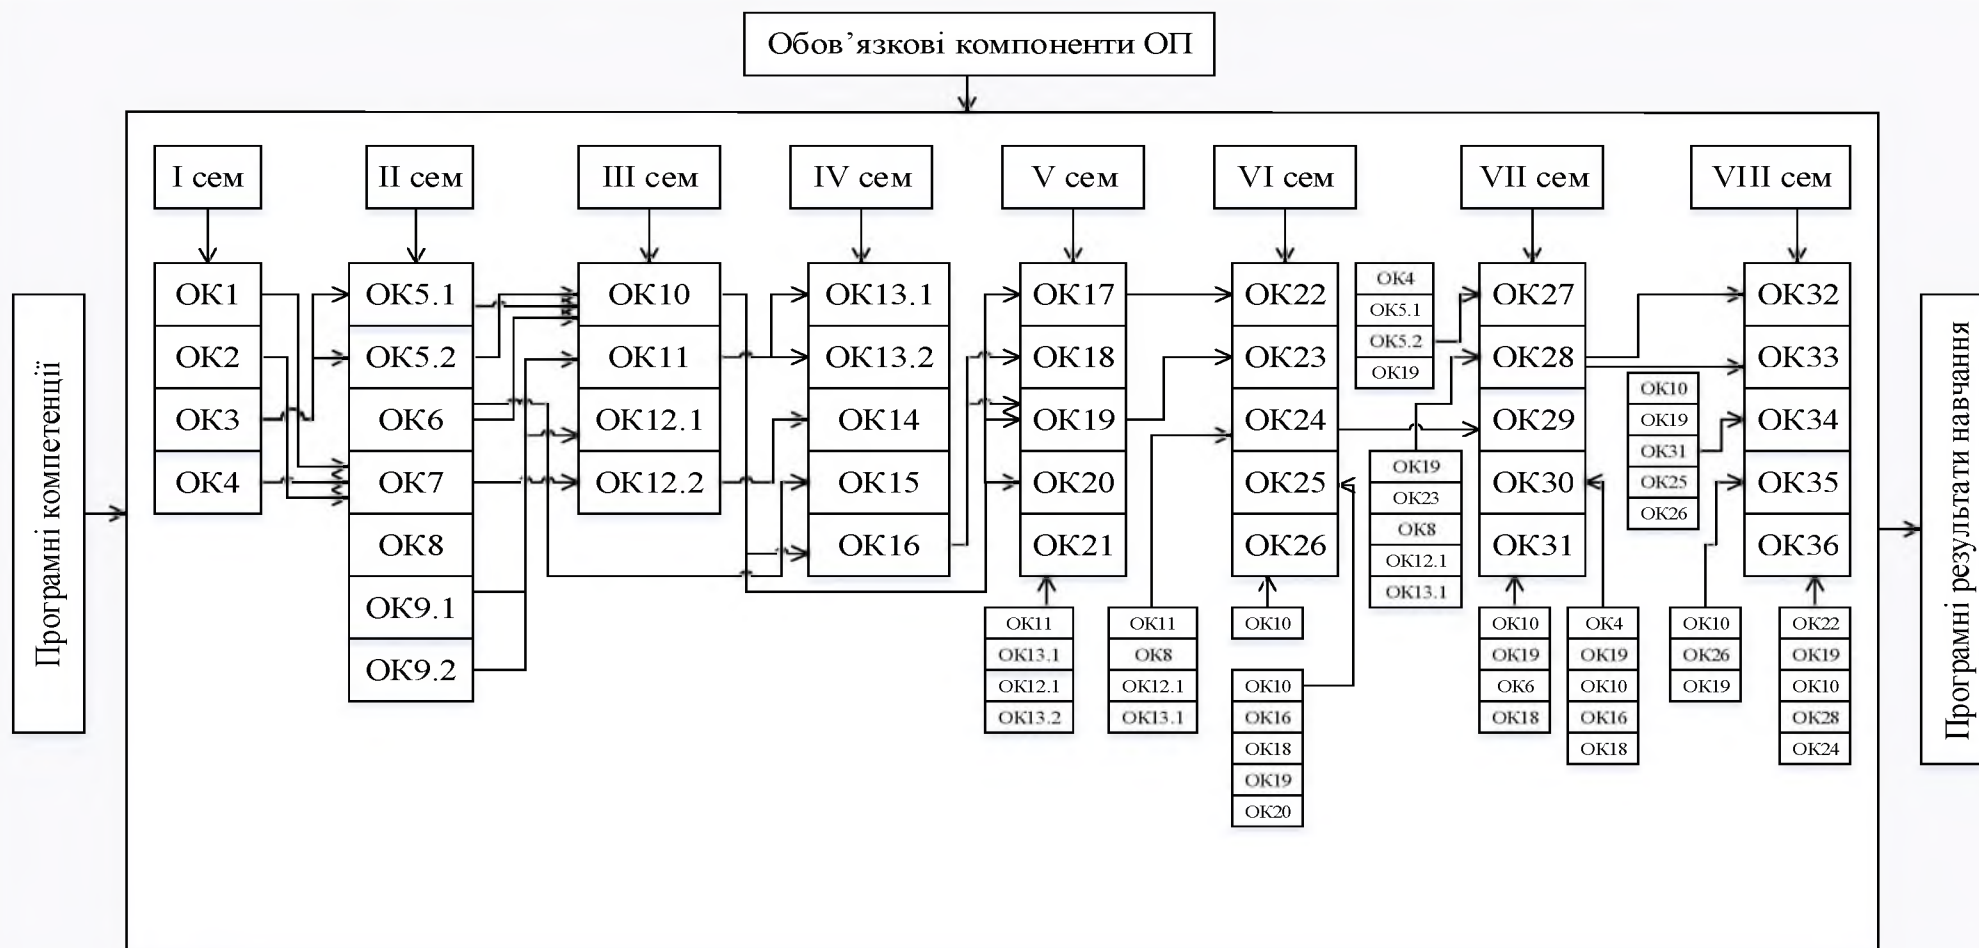 Обов’язкові компоненти ОП
І сем
ІІ сем
ІІІ сем
IV сем
V сем
VI сем
VII сем
VIII сем
Програмні компетенції
ОК1
ОК2
ОК3
ОК4
ОК5.1
ОК5.2
ОК6
ОК7
ОК8
ОК9.1
ОК9.2
ОК10
ОК11
ОК12.1
ОК12.2
ОК13.1
ОК13.2
ОК14
ОК15
ОК16
ОК17
ОК18
ОК19
ОК20
ОК21
ОК11
ОК13.1
ОК12.1
ОК13.2
ОК11
ОК8
ОК12.1
ОК13.1
ОК22
ОК23
ОК24
ОК25
ОК26
ОК10
ОК10
ОК16
ОК18
ОК19
ОК20
ОК4
ОК5.1
ОК5.2
ОК19
ОК19
ОК23
ОК8
ОК12.1
ОК13.1
ОК27
ОК28
ОК29
ОК30
ОК31
ОК10
ОК19
ОК6
ОК18
ОК4
ОК19
ОК10
ОК16
ОК18
ОК10
ОК19
ОК31
ОК25
ОК26
ОК10
ОК26
ОК19
ОК32
ОК33
ОК34
ОК35
ОК36
ОК22
ОК19
ОК10
ОК28
ОК24
Програмні результати навчання